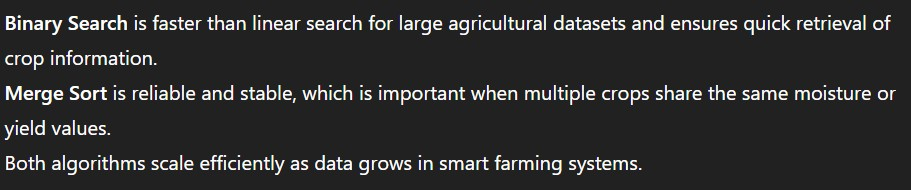 Binary Search is faster than linear search for large agricultural datasets and ensures quick retrieval of
crop information.
Merge Sort is reliable and stable, which is important when multiple crops share the same moisture or
yield values.
Both algorithms scale efficiently as data grows in smart farming systems.